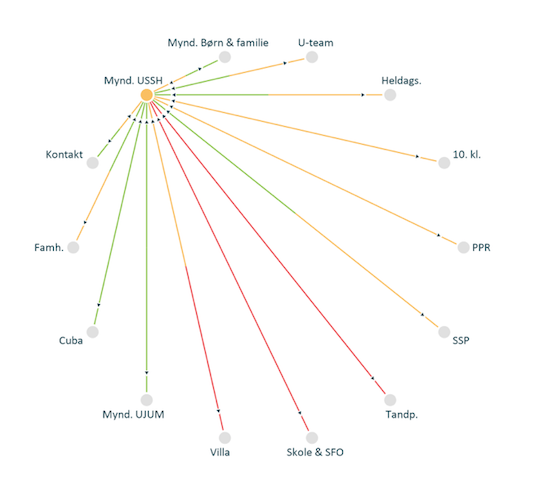 Mynd. Børn & familie
U-team
Mynd. USSH
Heldags.
Kontakt
10. kl.
Famh.
PPR
Cuba
SSP
Mynd. UJUM
Tandp.
Villa
Skole & SFO